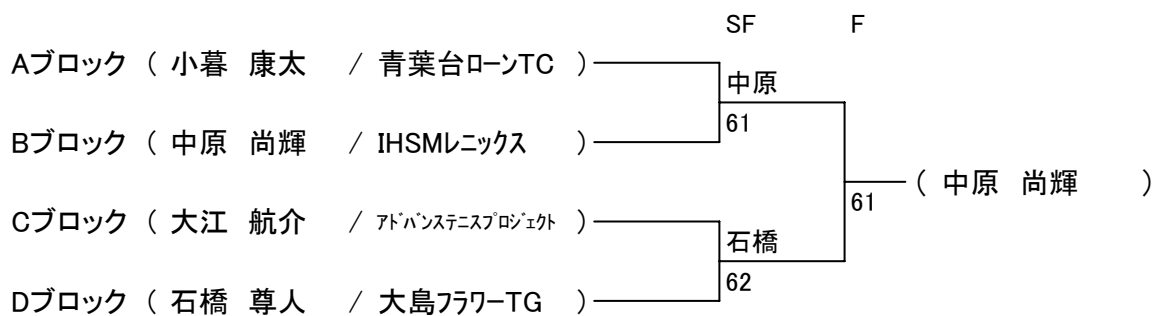 SF F
Aブロック ( 小暮 康太 / 青葉台ローンTC )
中原
61
Bブロック ( 中原 尚輝 / IHSMレニックス )
( 中原 尚輝 )
61
Cブロック ( 大江 航介 / ｱﾄﾞﾊﾞﾝｽﾃﾆｽﾌﾟﾛｼﾞｪｸﾄ )
石橋
62
Dブロック ( 石橋 尊人 / 大島フラワーTG )